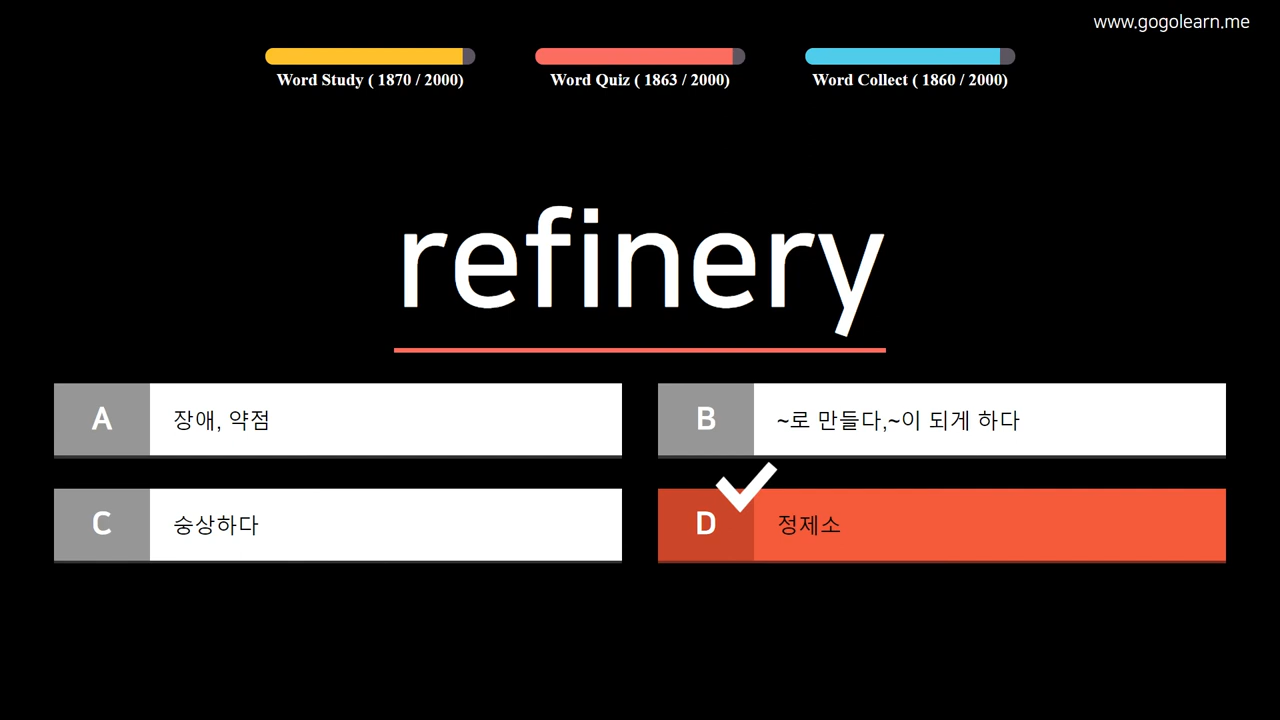 www.gogolearn.me
Word Study ( 1870 / 2000)
Word Quiz ( 1863 / 2000)
Word Collect ( 1860 / 2000)
refinery
A 장애, 약점
B ~로 만들다,~이 되게 하다
C 숭상하다
D 정제소